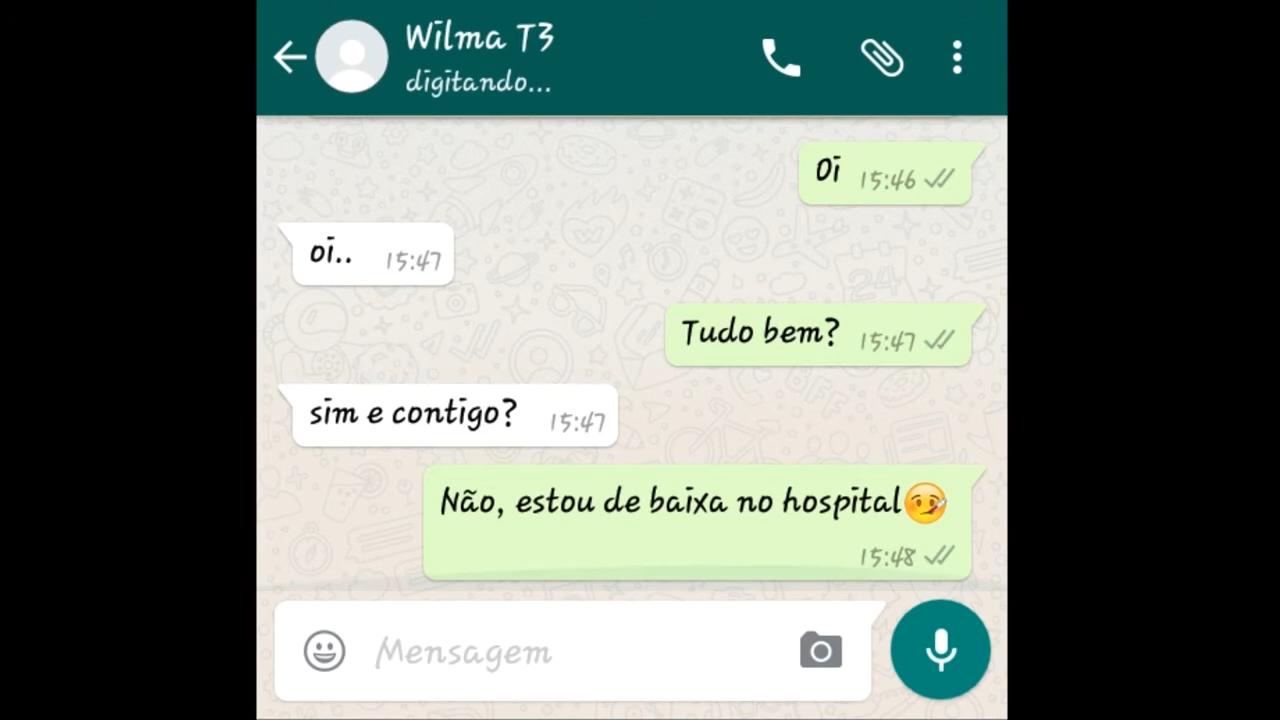 Wilma T3
digitando...
Oi 15:46
oi.. 15:47
Tudo bem? 15:47
sim e contigo? 15:47
Não, estou de baixa no hospital🤒
15:48
Mensagem